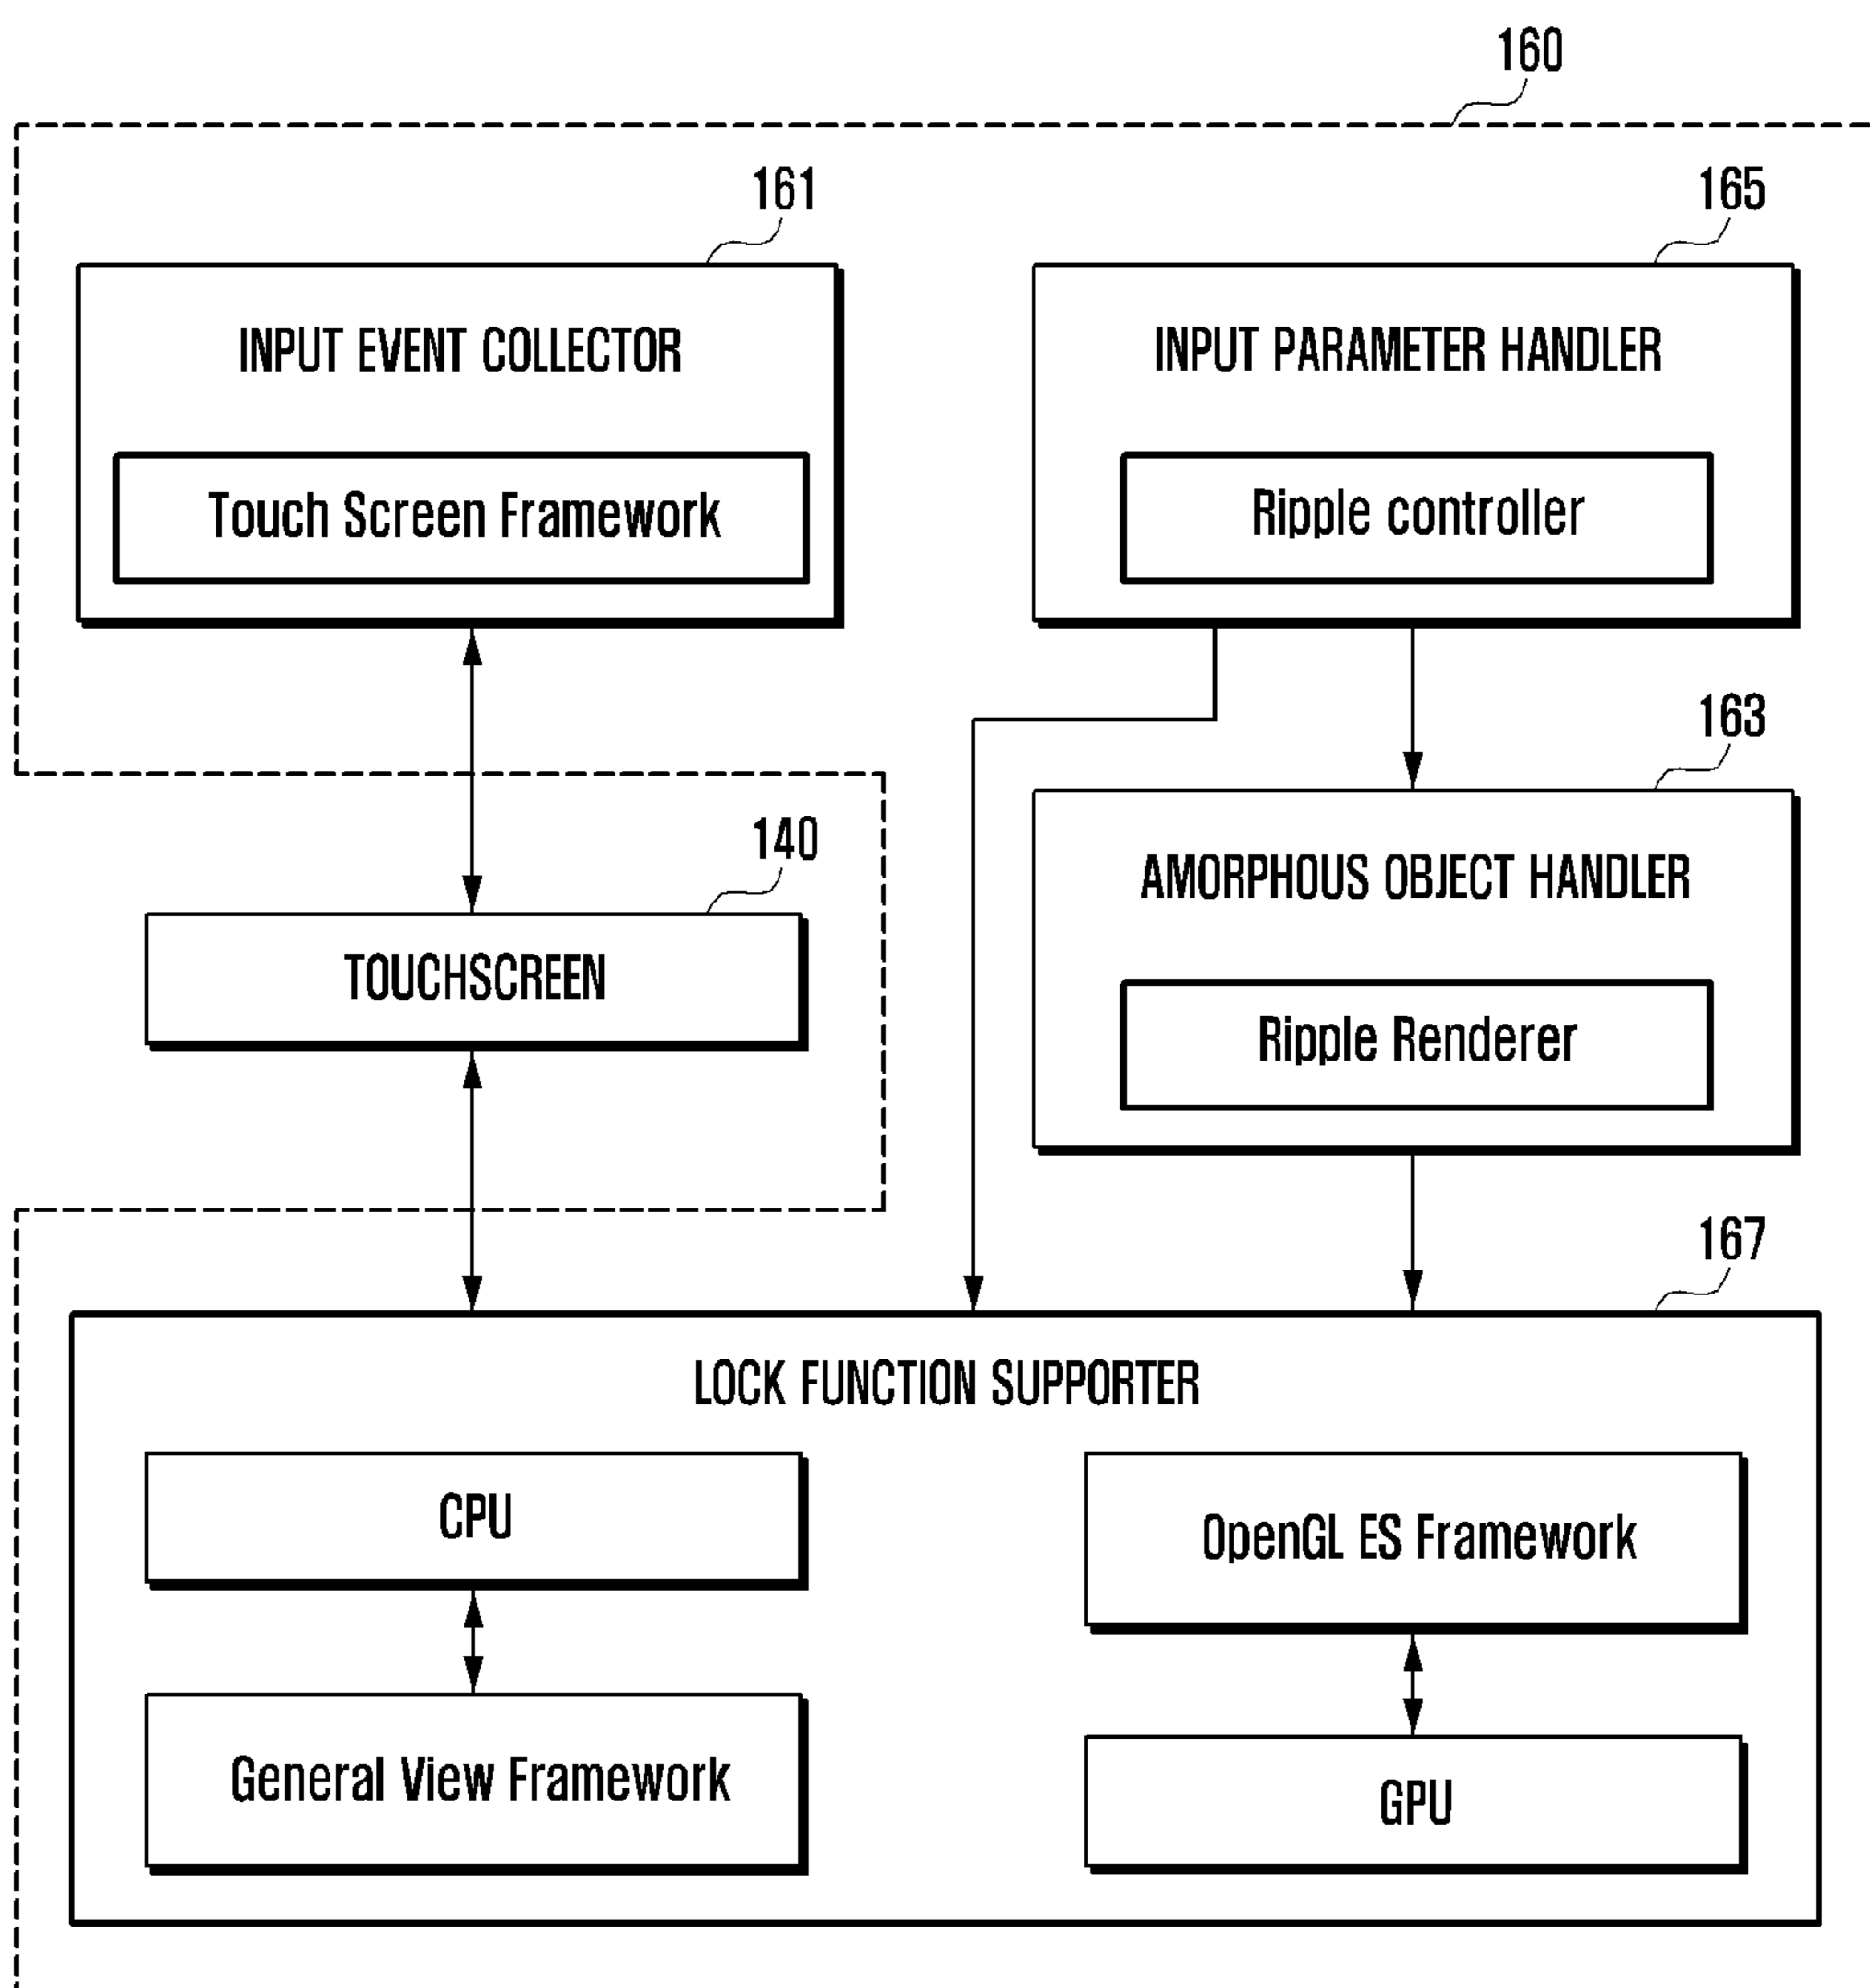 160
161
INPUT EVENT COLLECTOR
Touch Screen Framework
165
INPUT PARAMETER HANDLER
Ripple controller
140
TOUCHSCREEN
163
AMORPHOUS OBJECT HANDLER
Ripple Renderer
167
LOCK FUNCTION SUPPORTER
CPU
General View Framework
OpenGL ES Framework
GPU